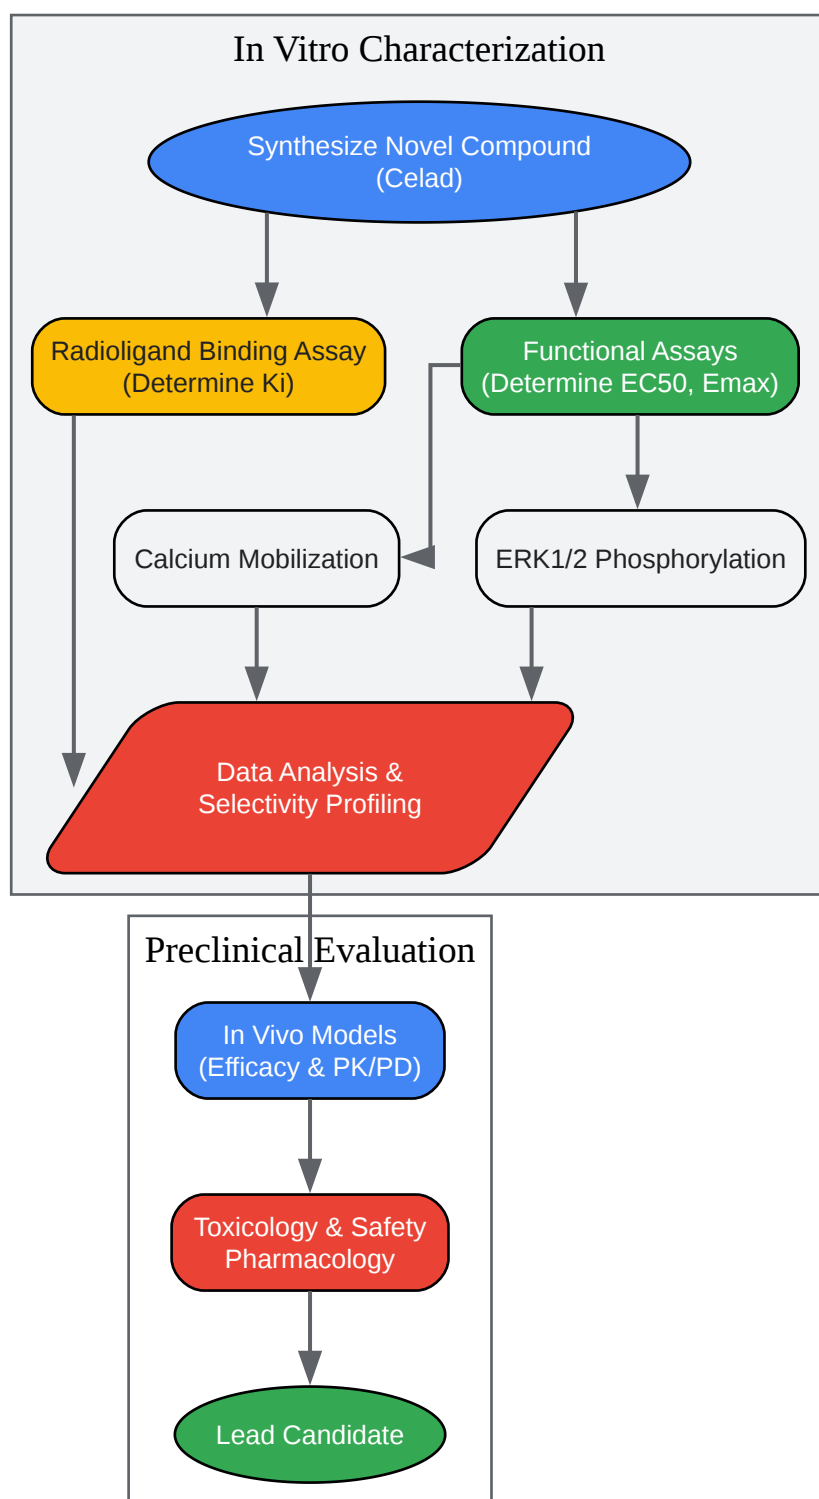 In Vitro Characterization
Synthesize Novel Compound
(Celad)
Radioligand Binding Assay
(Determine Ki)
Functional Assays
(Determine EC50, Emax)
Calcium Mobilization
ERK1/2 Phosphorylation
Data Analysis &
Selectivity Profiling
Preclinical Evaluation
In Vivo Models
(Efficacy & PK/PD)
Toxicology & Safety
Pharmacology
Lead Candidate